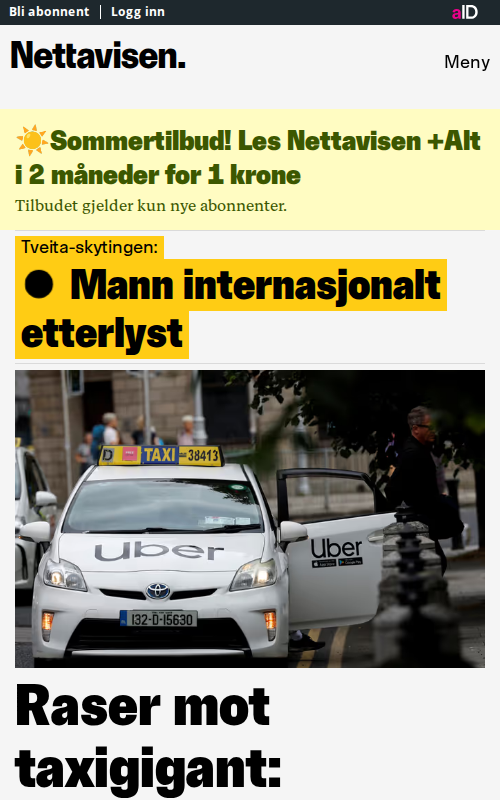 Bli abonnent | Logg inn
aID
Nettavisen.
Meny
Sommertilbud! Les Nettavisen +Alt
i 2 måneder for 1 krone
Tilbudet gjelder kun nye abonnenter.
Tveita-skytingen:
Mann internasjonalt
etterlyst
TAXI 38413
Uber
Uber
132-D-15630
Raser mot
taxigigant: